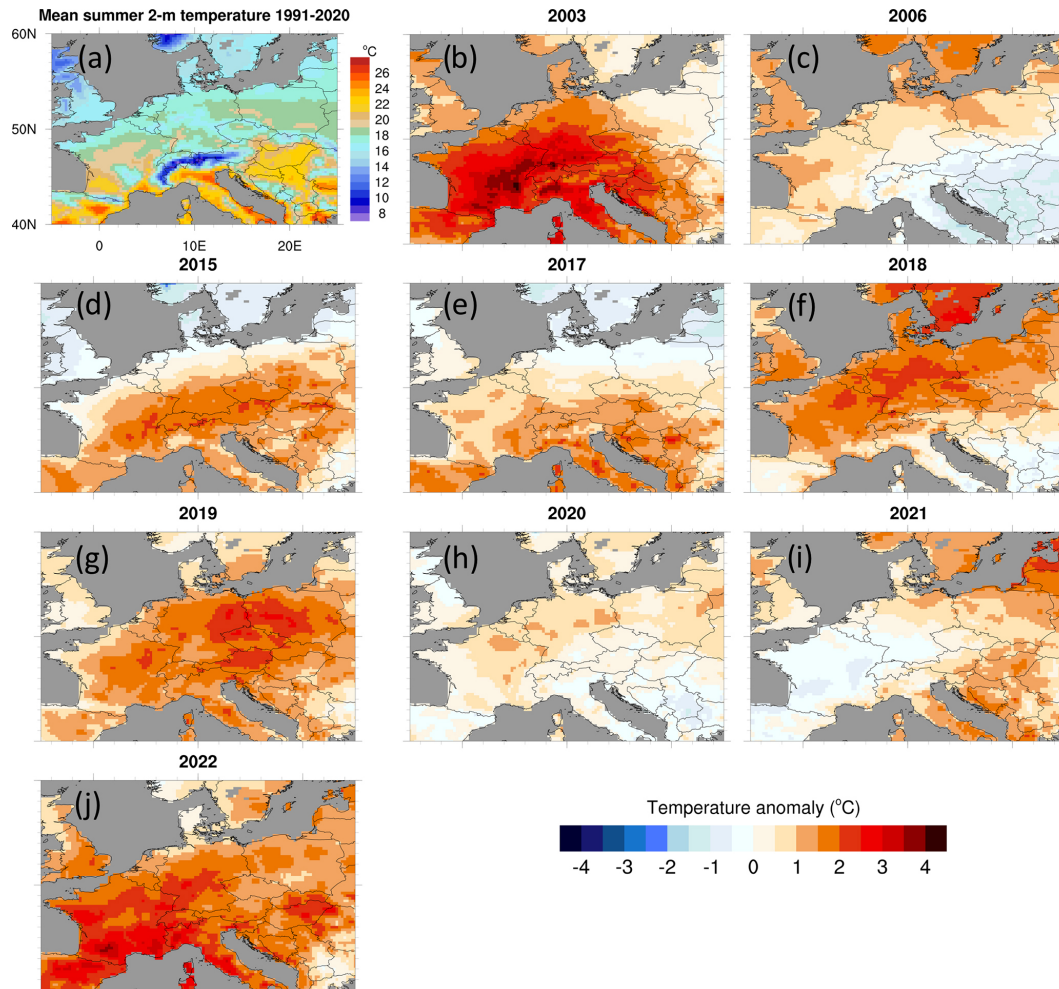 Mean summer 2-m temperature 1991-2020
60N
50N
40N
0
10E
20E
(a)
°C
26
24
22
20
18
16
14
12
10
8
2003
(b)
2006
(c)
2015
(d)
2017
(e)
2018
(f)
2019
(g)
2020
(h)
2021
(i)
2022
(j)
Temperature anomaly (°C)
-4 -3 -2 -1 0 1 2 3 4